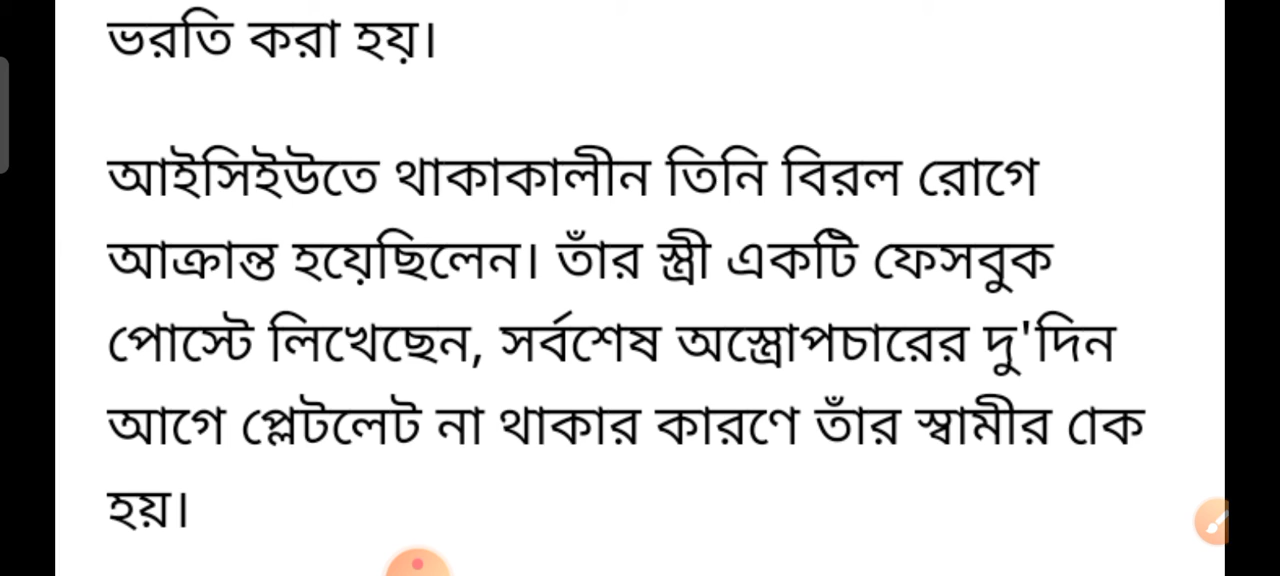 ভরতি করা হয়।
আইসিইউতে থাকাকালীন তিনি বিরল রোগে
আক্রান্ত হয়েছিলেন। তাঁর স্ত্রী একটি ফেসবুক
পোস্টে লিখেছেন, সর্বশেষ অস্ত্রোপচারের দু'দিন
আগে প্লেটলেট না থাকার কারণে তাঁর স্বামীর
হয়।